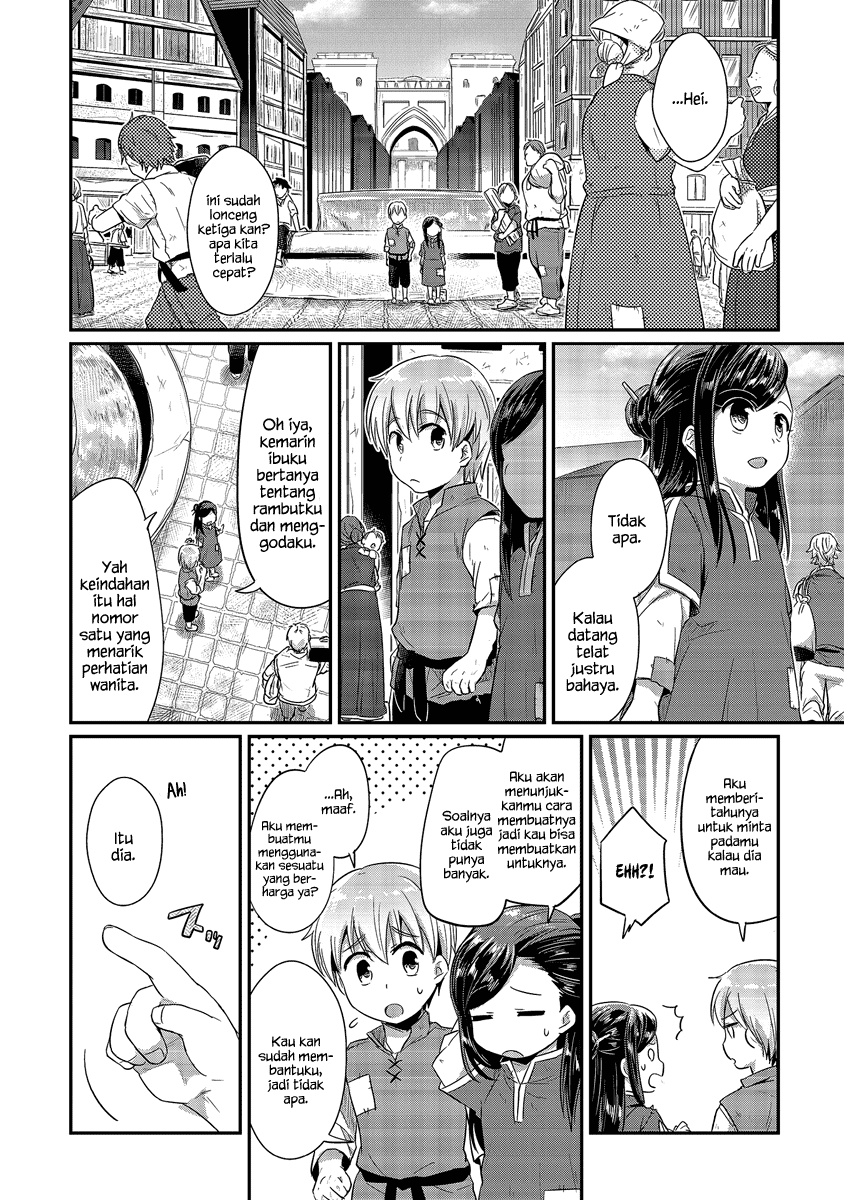 ...Hei.
ini sudah
lonceng
ketiga kan?
apa kita
terlalu
cepat?
Tidak
apa.
Kalau
datang
telat
justru
bahaya.
Oh iya,
kemarin
ibuku
bertanya
tentang
rambutku
dan meng-
godaku.
Yah
keindahan
itu hal
nomor
satu yang
menarik
perhatian
wanita.
Aku
memberi-
tahunya
untuk minta
padamu
kalau dia
mau.
EHH?!
Aku akan
menunjuk-
kanmu cara
membuatnya
jadi kau bisa
membuatkan
untuknya.
Soalnya
aku juga
tidak
punya
banyak.
...Ah,
maaf.
Aku mem-
buatmu
mengguna-
kan sesuatu
yang ber-
harga ya?
Kau kan
sudah mem-
bantuku,
jadi tidak
apa.
Ah!
Itu
dia.
スッ